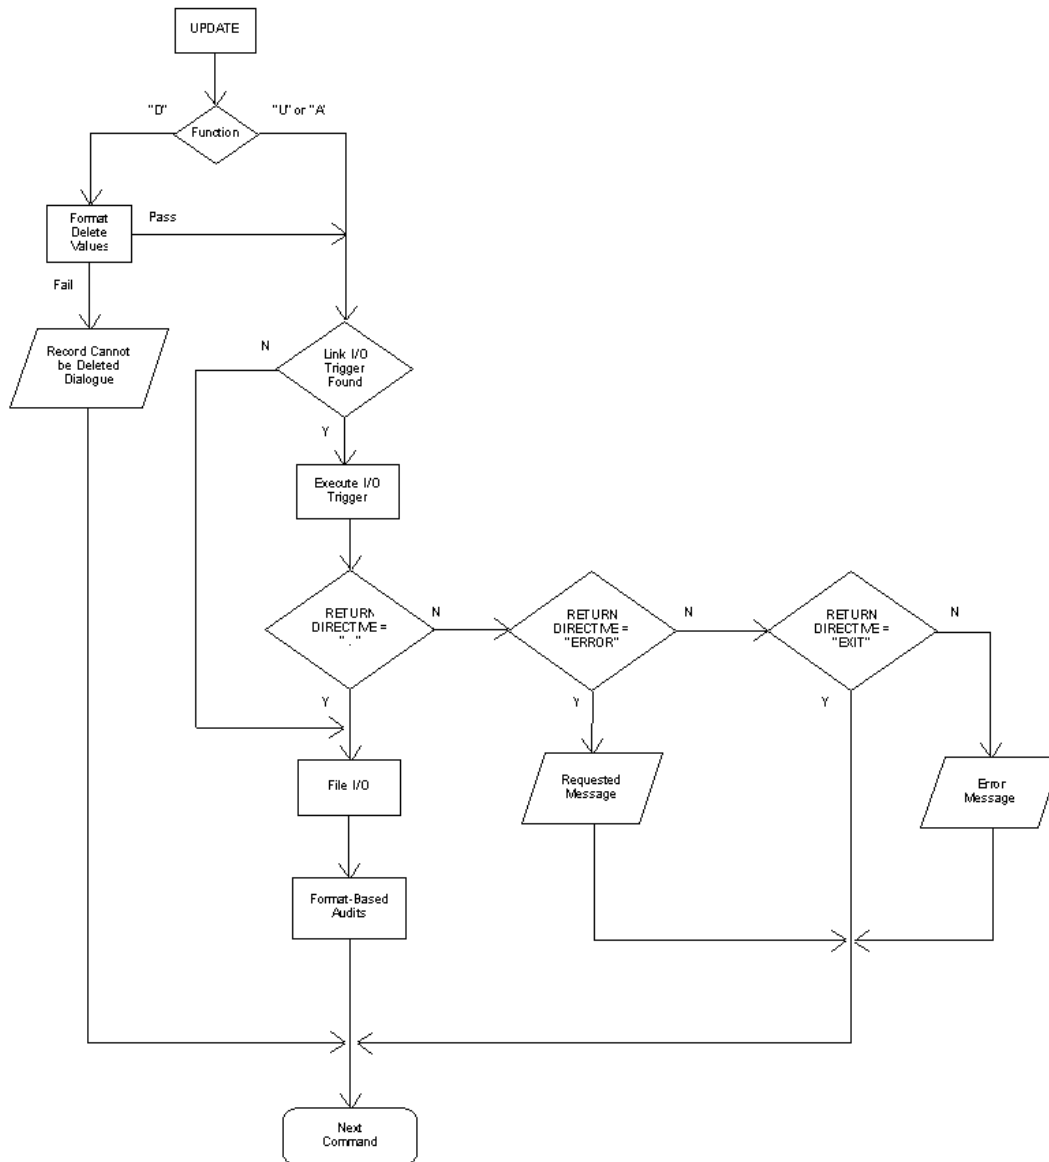 UPDATE
"D"
"U" or "A'
Function
Format
Delete
Values
Pass
Fail
Record Cannot
be Deleted
Dialogue
N
Link I/O
Trigger
Found
Y
Execute I/O
Trigger
RETURN
DIRECTIVE =
" . "
N
RETURN
DIRECTIVE =
"ERROR"
N
RETURN
DIRECTIVE =
"EXIT"
N
Y
Y
Y
File I/O
Requested
Message
Error
Message
Format-Based
Audits
Next
Command